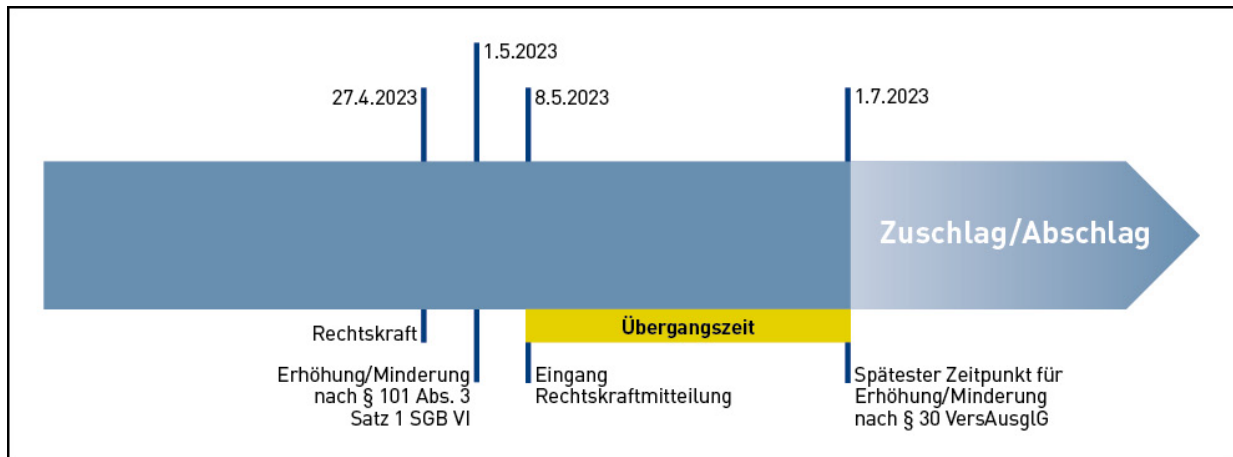 1.5.2023
27.4.2023
8.5.2023
1.7.2023
Zuschlag/Abschlag
Übergangszeit
Rechtskraft
Erhöhung/Minderung
nach § 101 Abs. 3
Satz 1 SGB VI
Eingang
Rechtskraftmitteilung
Spätester Zeitpunkt für
Erhöhung/Minderung
nach § 30 VersAusglG